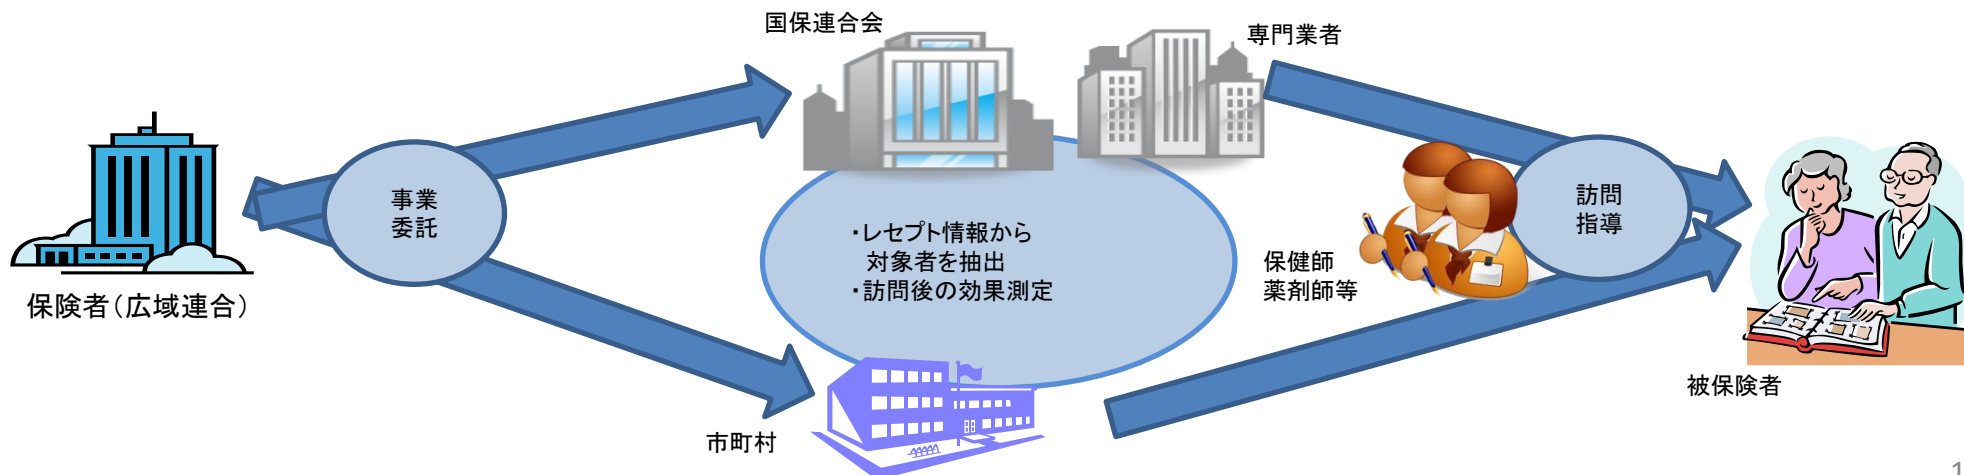 国保連合会
専門業者
事業
委託
訪問
指導
・レセプト情報から
対象者を抽出
・訪問後の効果測定
保健師
薬剤師等
保険者（広域連合）
被保険者
市町村
1